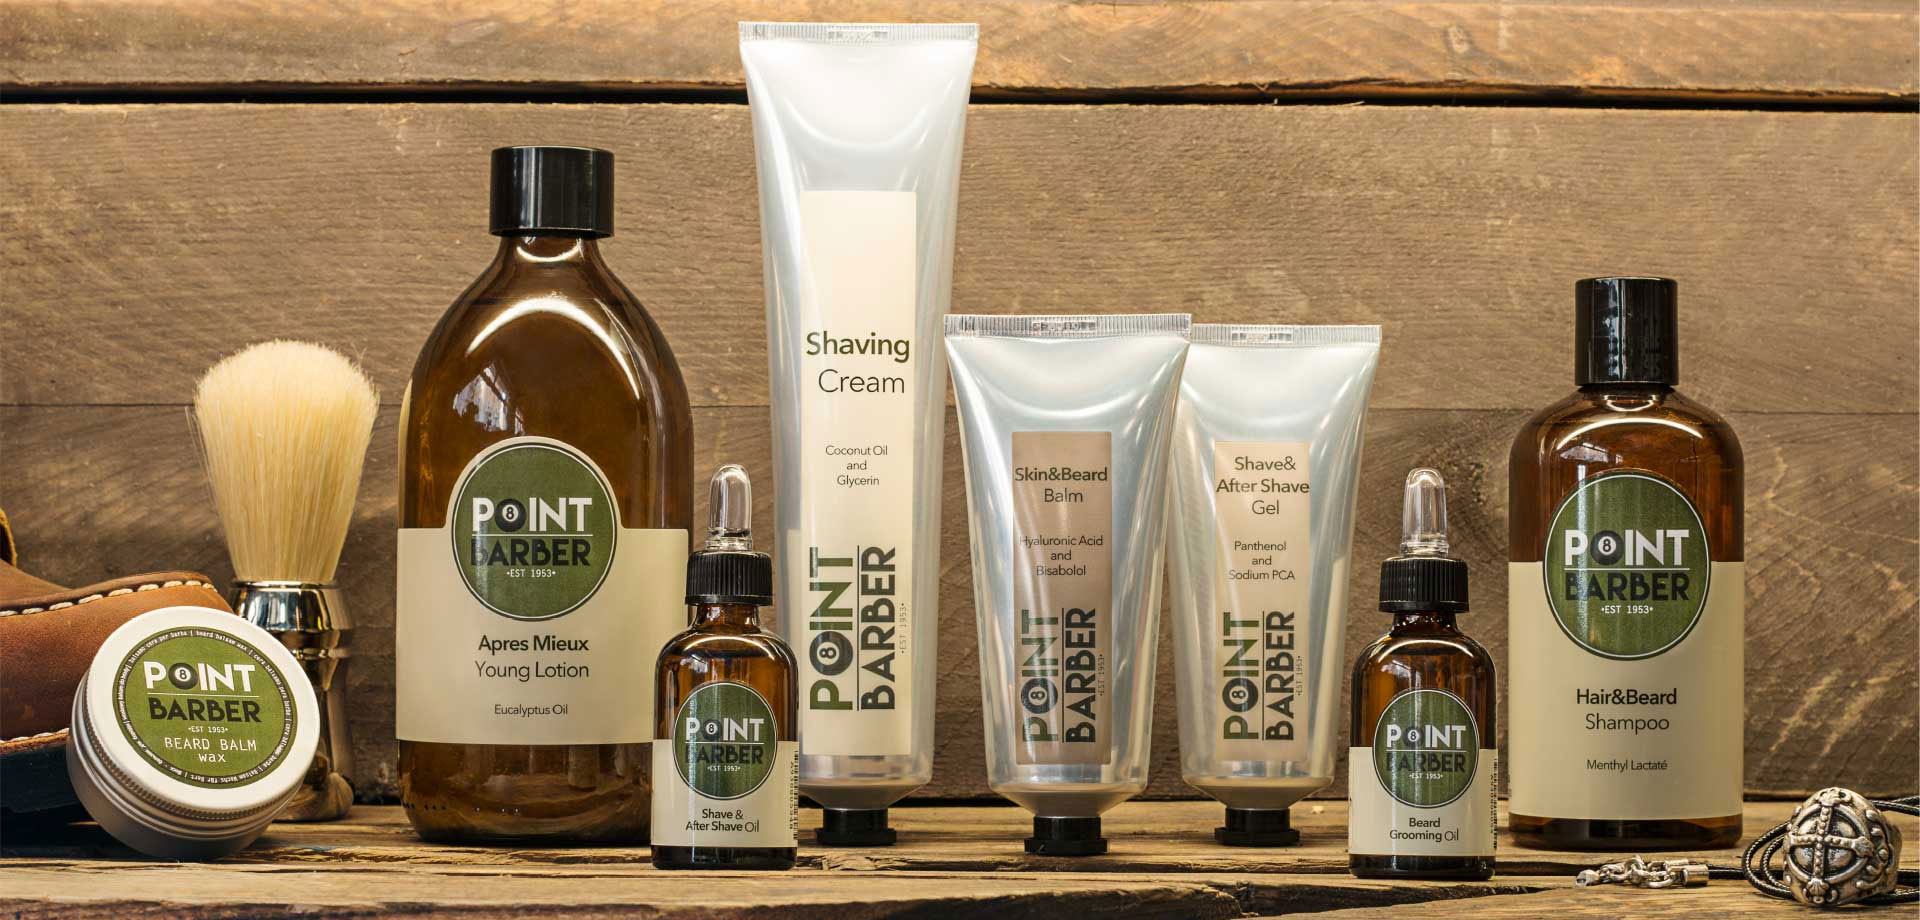 POINT
BARBER
•EST 1953•
BEARD BALM
wax
POINT
BARBER
•EST 1953•
Apres Mieux
Young Lotion
Eucalyptus Oil
POINT
BARBER
•EST 1953•
Shave &
After Shave Oil
Shaving
Cream
Coconut Oil
and
Glycerin
POINT
BARBER
•EST 1953•
Skin&Beard
Balm
Hyaluronic Acid
and
Bisabolol
POINT
BARBER
•EST 1953•
Shave&
After Shave
Gel
Panthenol
and
Sodium PCA
POINT
BARBER
•EST 1953•
POINT
BARBER
•EST 1953•
Beard
Grooming Oil
POINT
BARBER
•EST 1953•
Hair&Beard
Shampoo
Menthyl Lactaté